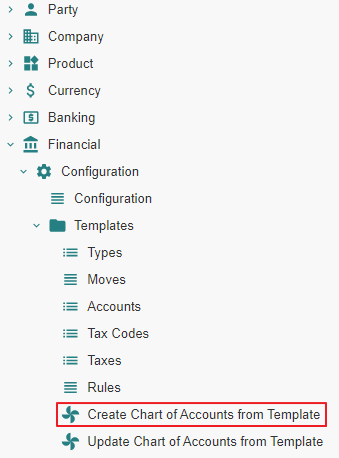 Party
Company
Product
Currency
Banking
Financial
Configuration
Configuration
Templates
Types
Moves
Accounts
Tax Codes
Taxes
Rules
Create Chart of Accounts from Template
Update Chart of Accounts from Template